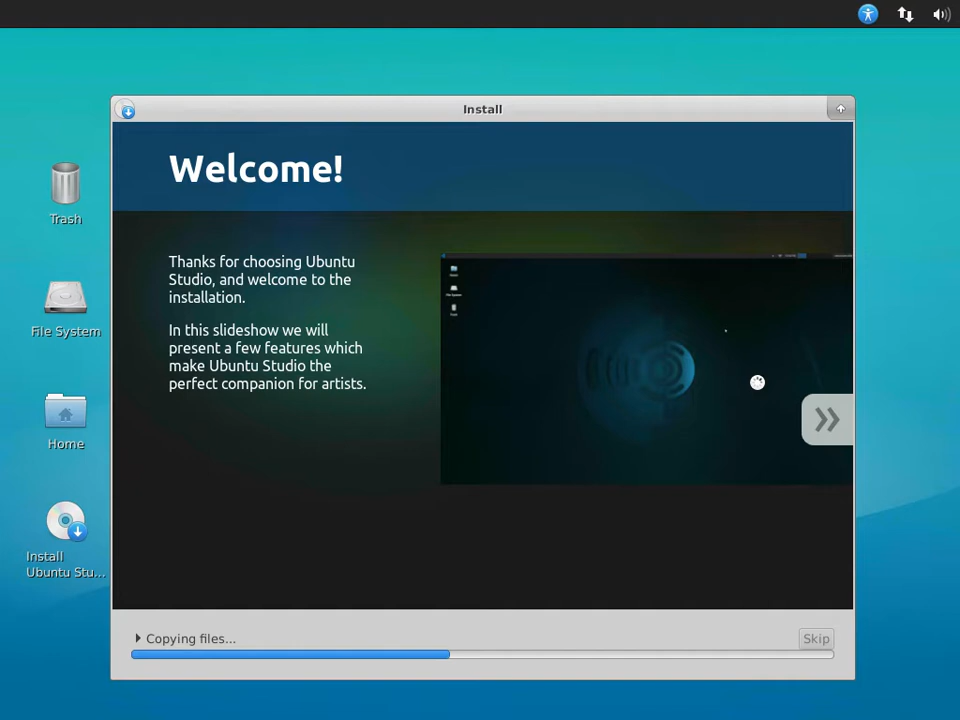 Install
Welcome!
Thanks for choosing Ubuntu
Studio, and welcome to the
installation.
In this slideshow we will
present a few features which
make Ubuntu Studio the
perfect companion for artists.
Trash
File System
Home
Install
Ubuntu Stu...
Copying files...
Skip